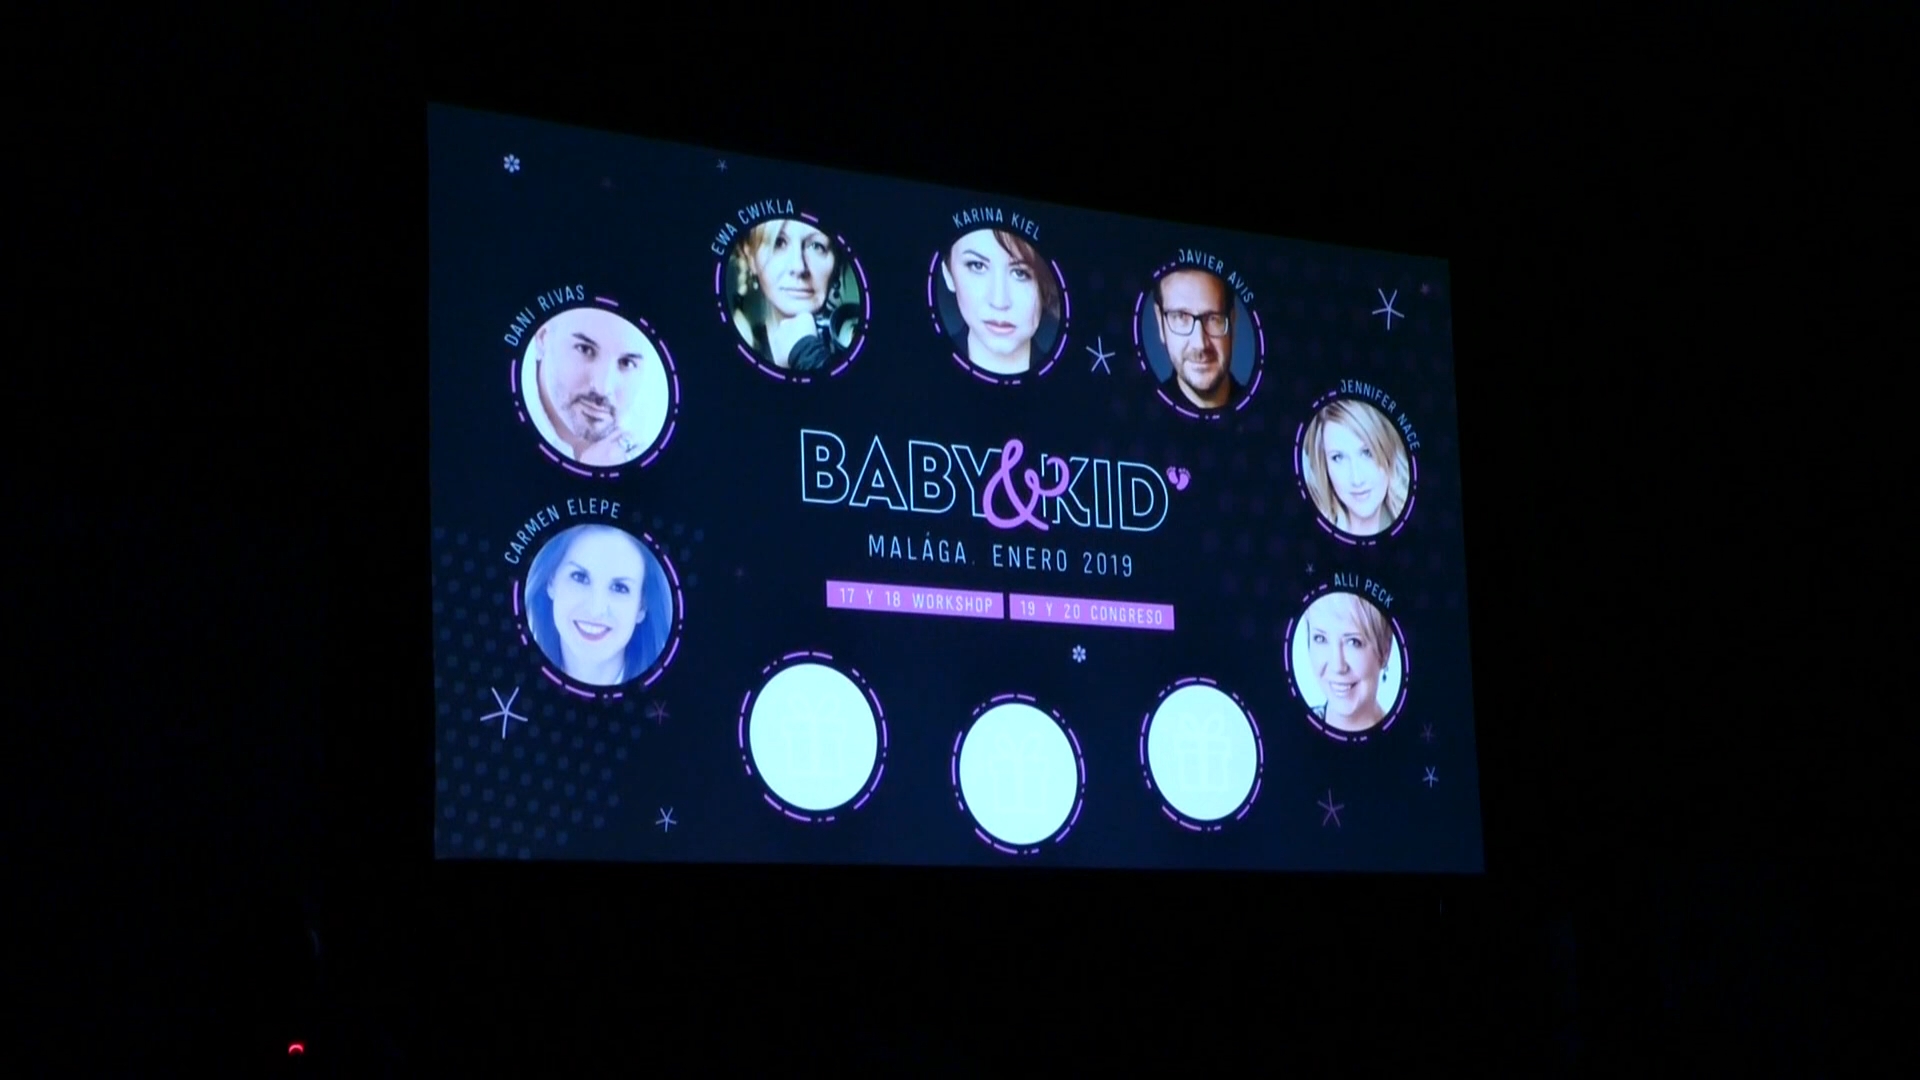 EWA CWIKLA
KARINA KIEL
JAVIER AVIS
DANI RIVAS
JENNIFER NACE
BABY&KID
MALÁGA. ENERO 2019
CARMEN ELEPE
17 Y 18 WORKSHOP
19 Y 20 CONGRESO
ALLI PECK